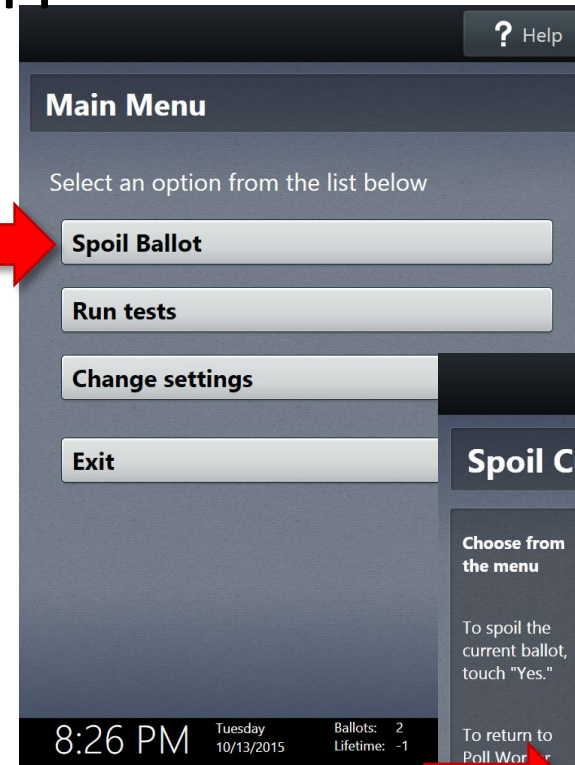 ? Help
Main Menu
Select an option from the list below
Spoil Ballot
Run tests
Change settings
Exit
Spoil C
Choose from
the menu
To spoil the
current ballot,
touch "Yes."
To return to
Poll Worker
8:26 PM
Tuesday
10/13/2015
Ballots: 2
Lifetime: -1